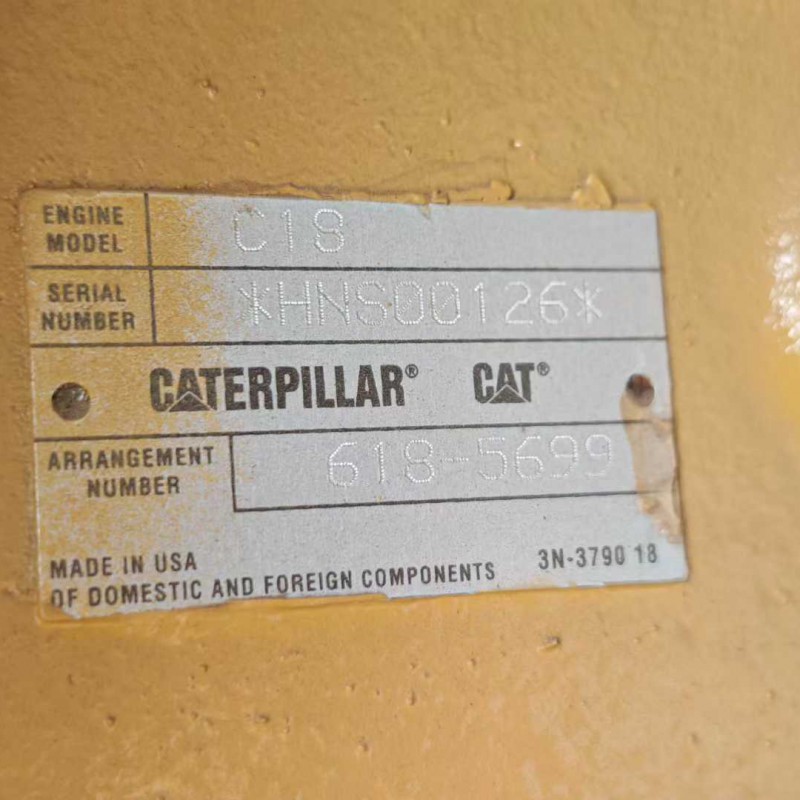 ENGINE MODEL C18
SERIAL NUMBER *HNS00126*
CATERPILLAR® CAT®
ARRANGEMENT NUMBER 618-5699
MADE IN USA
OF DOMESTIC AND FOREIGN COMPONENTS 3N-3790 18